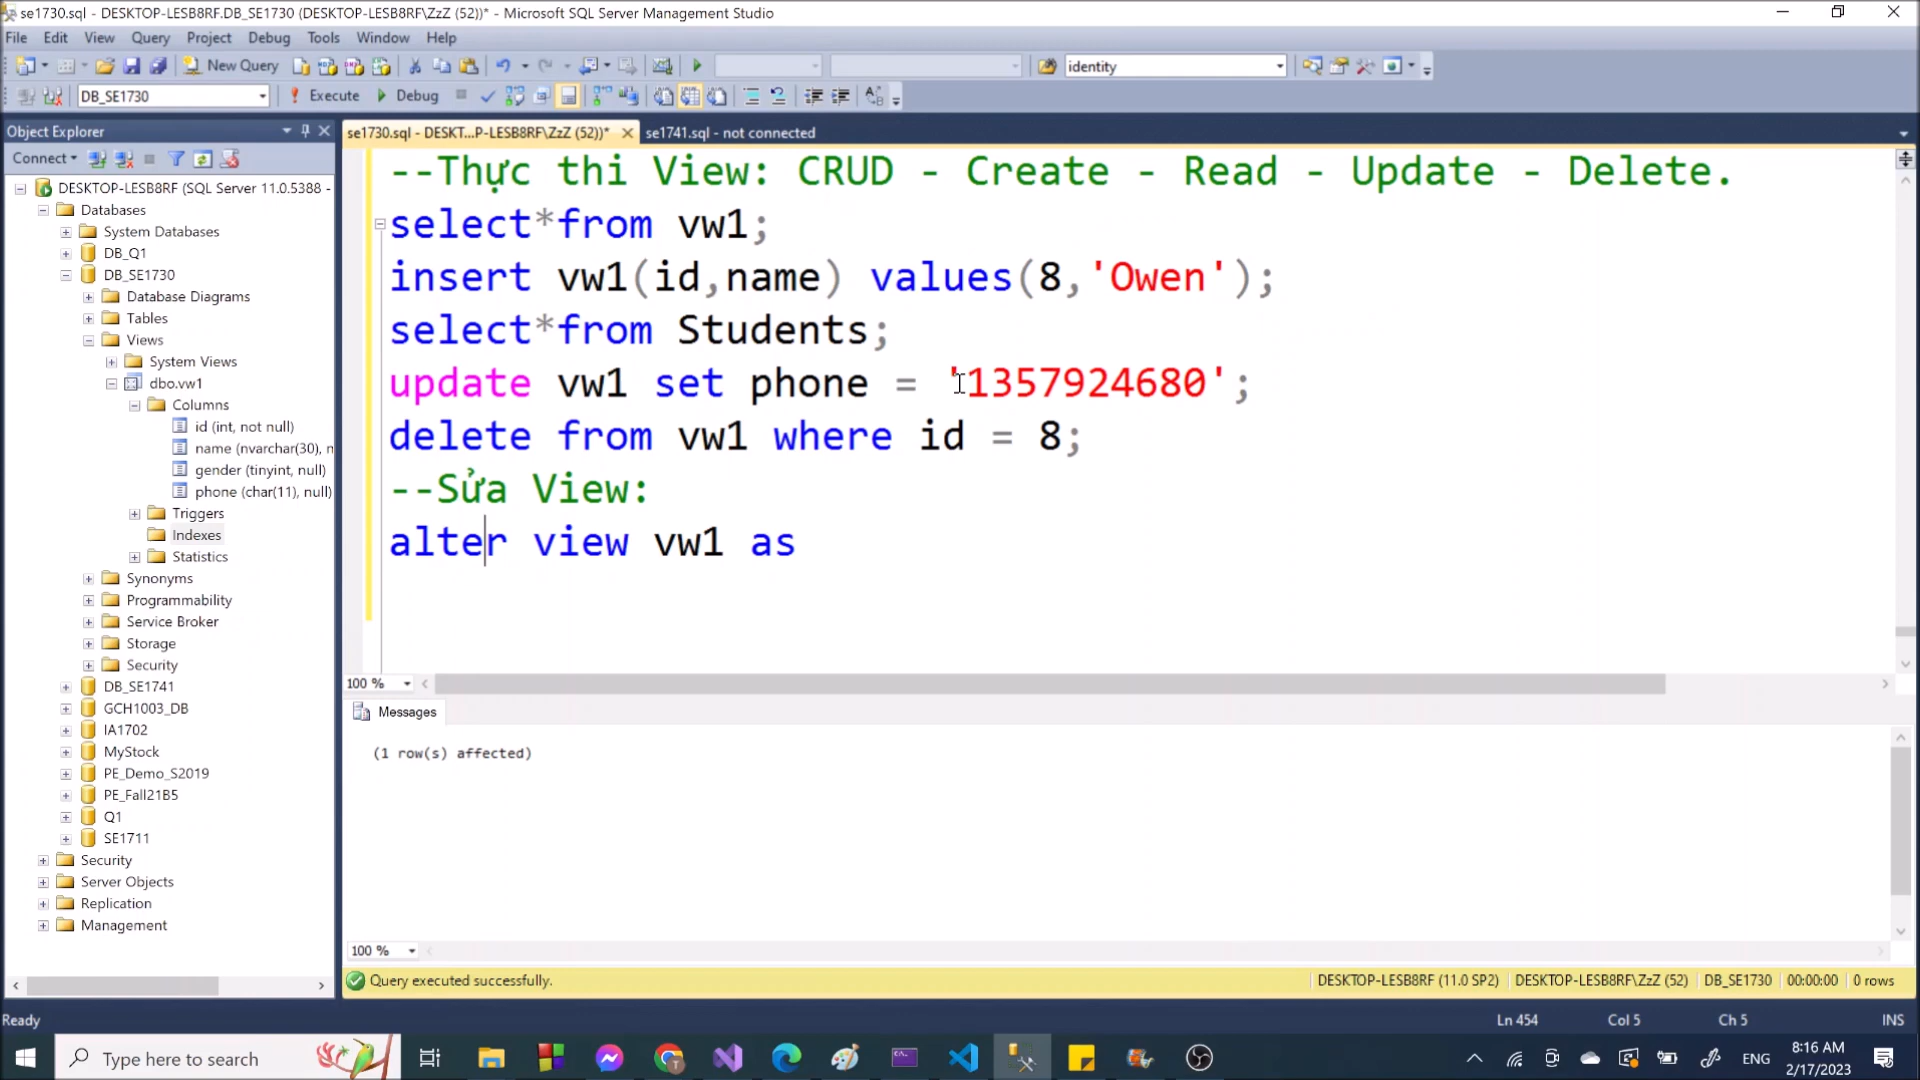 se1730.sql - DESKTOP-LESB8RF.DB_SE1730 (DESKTOP-LESB8RF\ZzZ (52))* - Microsoft SQL Server Management Studio
File Edit View Query Project Debug Tools Window Help
New Query identity
DB_SE1730 Execute Debug
Object Explorer
se1730.sql - DESKT...P-LESB8RF\ZzZ (52))* se1741.sql - not connected
Connect
DESKTOP-LESB8RF (SQL Server 11.0.5388 -
Databases
System Databases
DB_Q1
DB_SE1730
Database Diagrams
Tables
Views
System Views
dbo.vw1
Columns
id (int, not null)
name (nvarchar(30), n
gender (tinyint, null)
phone (char(11), null)
Triggers
Indexes
Statistics
Synonyms
Programmability
Service Broker
Storage
Security
DB_SE1741
GCH1003_DB
IA1702
MyStock
PE_Demo_S2019
PE_Fall21B5
Q1
SE1711
Security
Server Objects
Replication
Management
--Thực thi View: CRUD - Create - Read - Update - Delete.
select*from vw1;
insert vw1(id,name) values(8,'Owen');
select*from Students;
update vw1 set phone = '1357924680';
delete from vw1 where id = 8;
--Sửa View:
alter view vw1 as
100 %
Messages
(1 row(s) affected)
100 %
Query executed successfully. DESKTOP-LESB8RF (11.0 SP2) DESKTOP-LESB8RF\ZzZ (52) DB_SE1730 00:00:00 0 rows
Ready Ln 454 Col 5 Ch 5 INS
Type here to search ENG 8:16 AM
2/17/2023